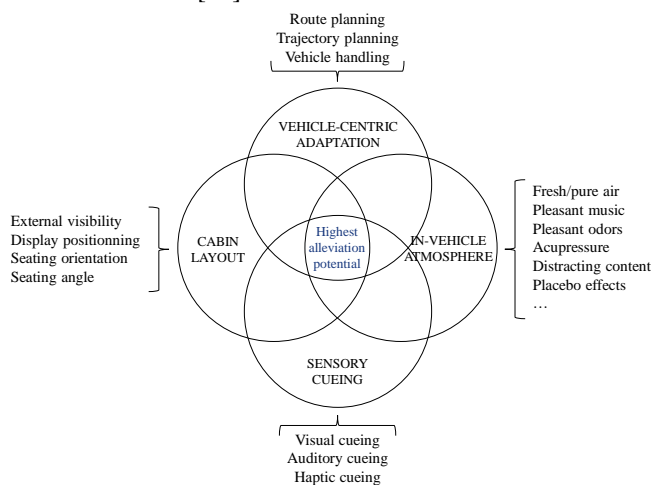 Route planning
Trajectory planning
Vehicle handling
VEHICLE-CENTRIC
ADAPTATION
External visibility
Display positionning
Seating orientation
Seating angle
CABIN
LAYOUT
Highest
alleviation
potential
IN-VEHICLE
ATMOSPHERE
Fresh/pure air
Pleasant music
Pleasant odors
Acupressure
Distracting content
Placebo effects
…
SENSORY
CUEING
Visual cueing
Auditory cueing
Haptic cueing